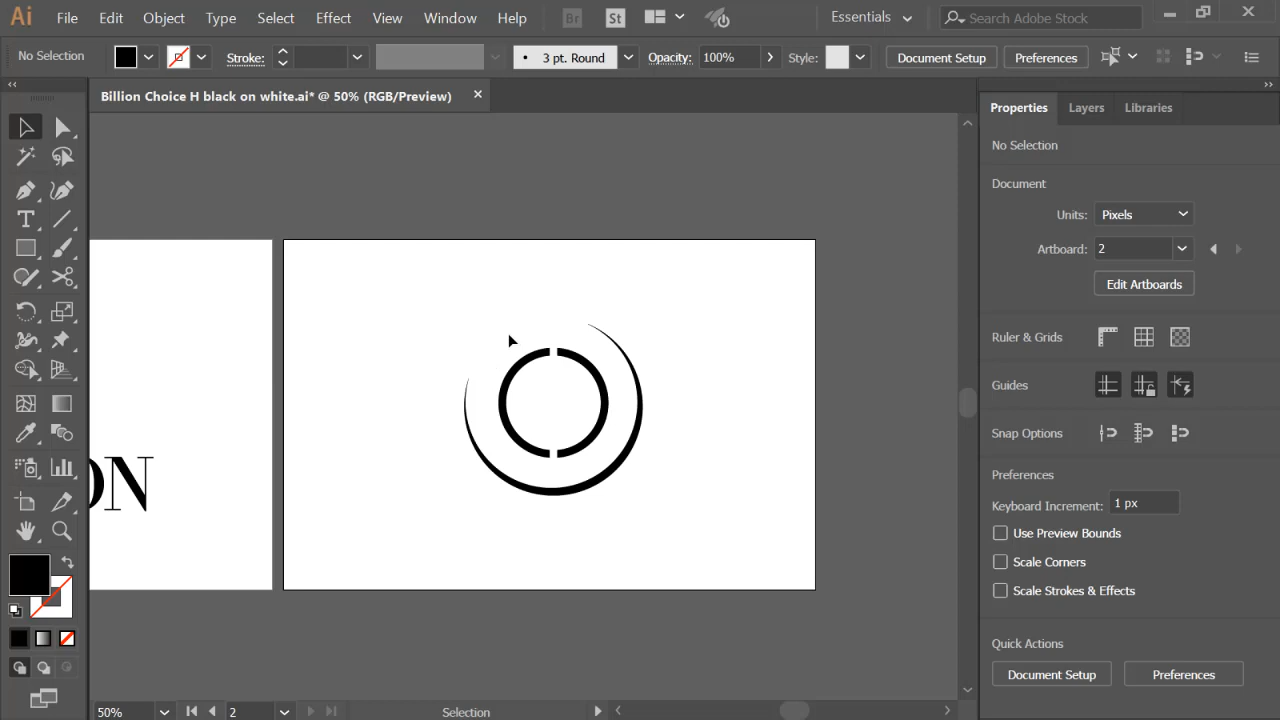 Ai File Edit Object Type Select Effect View Window Help Br St Essentials Search Adobe Stock
No Selection Stroke: 3 pt. Round Opacity: 100% Style: Document Setup Preferences
Billion Choice H black on white.ai* @ 50% (RGB/Preview)
Properties Layers Libraries
No Selection
Document
Units: Pixels
Artboard: 2
Edit Artboards
Ruler & Grids
Guides
Snap Options
Preferences
Keyboard Increment: 1 px
Use Preview Bounds
Scale Corners
Scale Strokes & Effects
Quick Actions
Document Setup Preferences
ON
50% 2 Selection